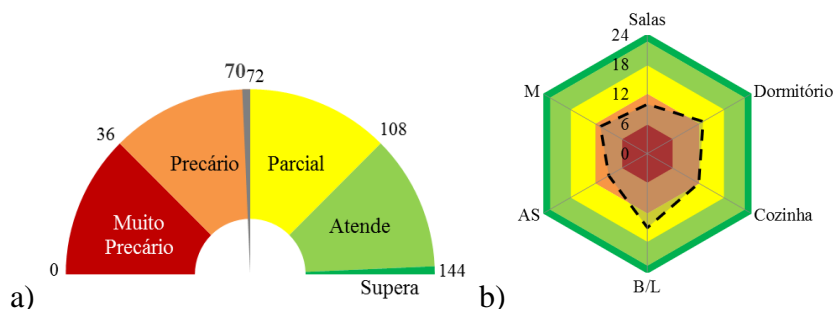 a)
0
36
70
72
108
144
Muito
Precário
Precário
Parcial
Atende
Supera
b)
Salas
24
18
12
6
0
Dormitório
Cozinha
B/L
AS
M